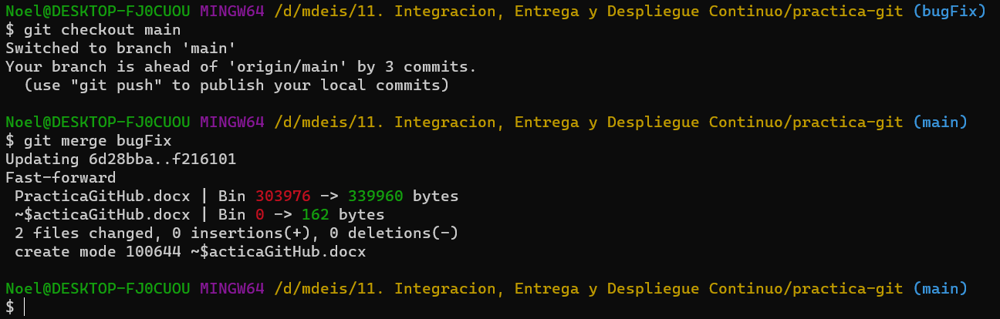 Noel@DESKTOP-FJ0CUOU MINGW64 /d/mdeis/11. Integracion, Entrega y Despliegue Continuo/practica-git (bugFix)
$ git checkout main
Switched to branch 'main'
Your branch is ahead of 'origin/main' by 3 commits.
  (use "git push" to publish your local commits)

Noel@DESKTOP-FJ0CUOU MINGW64 /d/mdeis/11. Integracion, Entrega y Despliegue Continuo/practica-git (main)
$ git merge bugFix
Updating 6d28bba..f216101
Fast-forward
 PracticaGitHub.docx | Bin 303976 -> 339960 bytes
 ~$acticaGitHub.docx | Bin 0 -> 162 bytes
 2 files changed, 0 insertions(+), 0 deletions(-)
 create mode 100644 ~$acticaGitHub.docx

Noel@DESKTOP-FJ0CUOU MINGW64 /d/mdeis/11. Integracion, Entrega y Despliegue Continuo/practica-git (main)
$